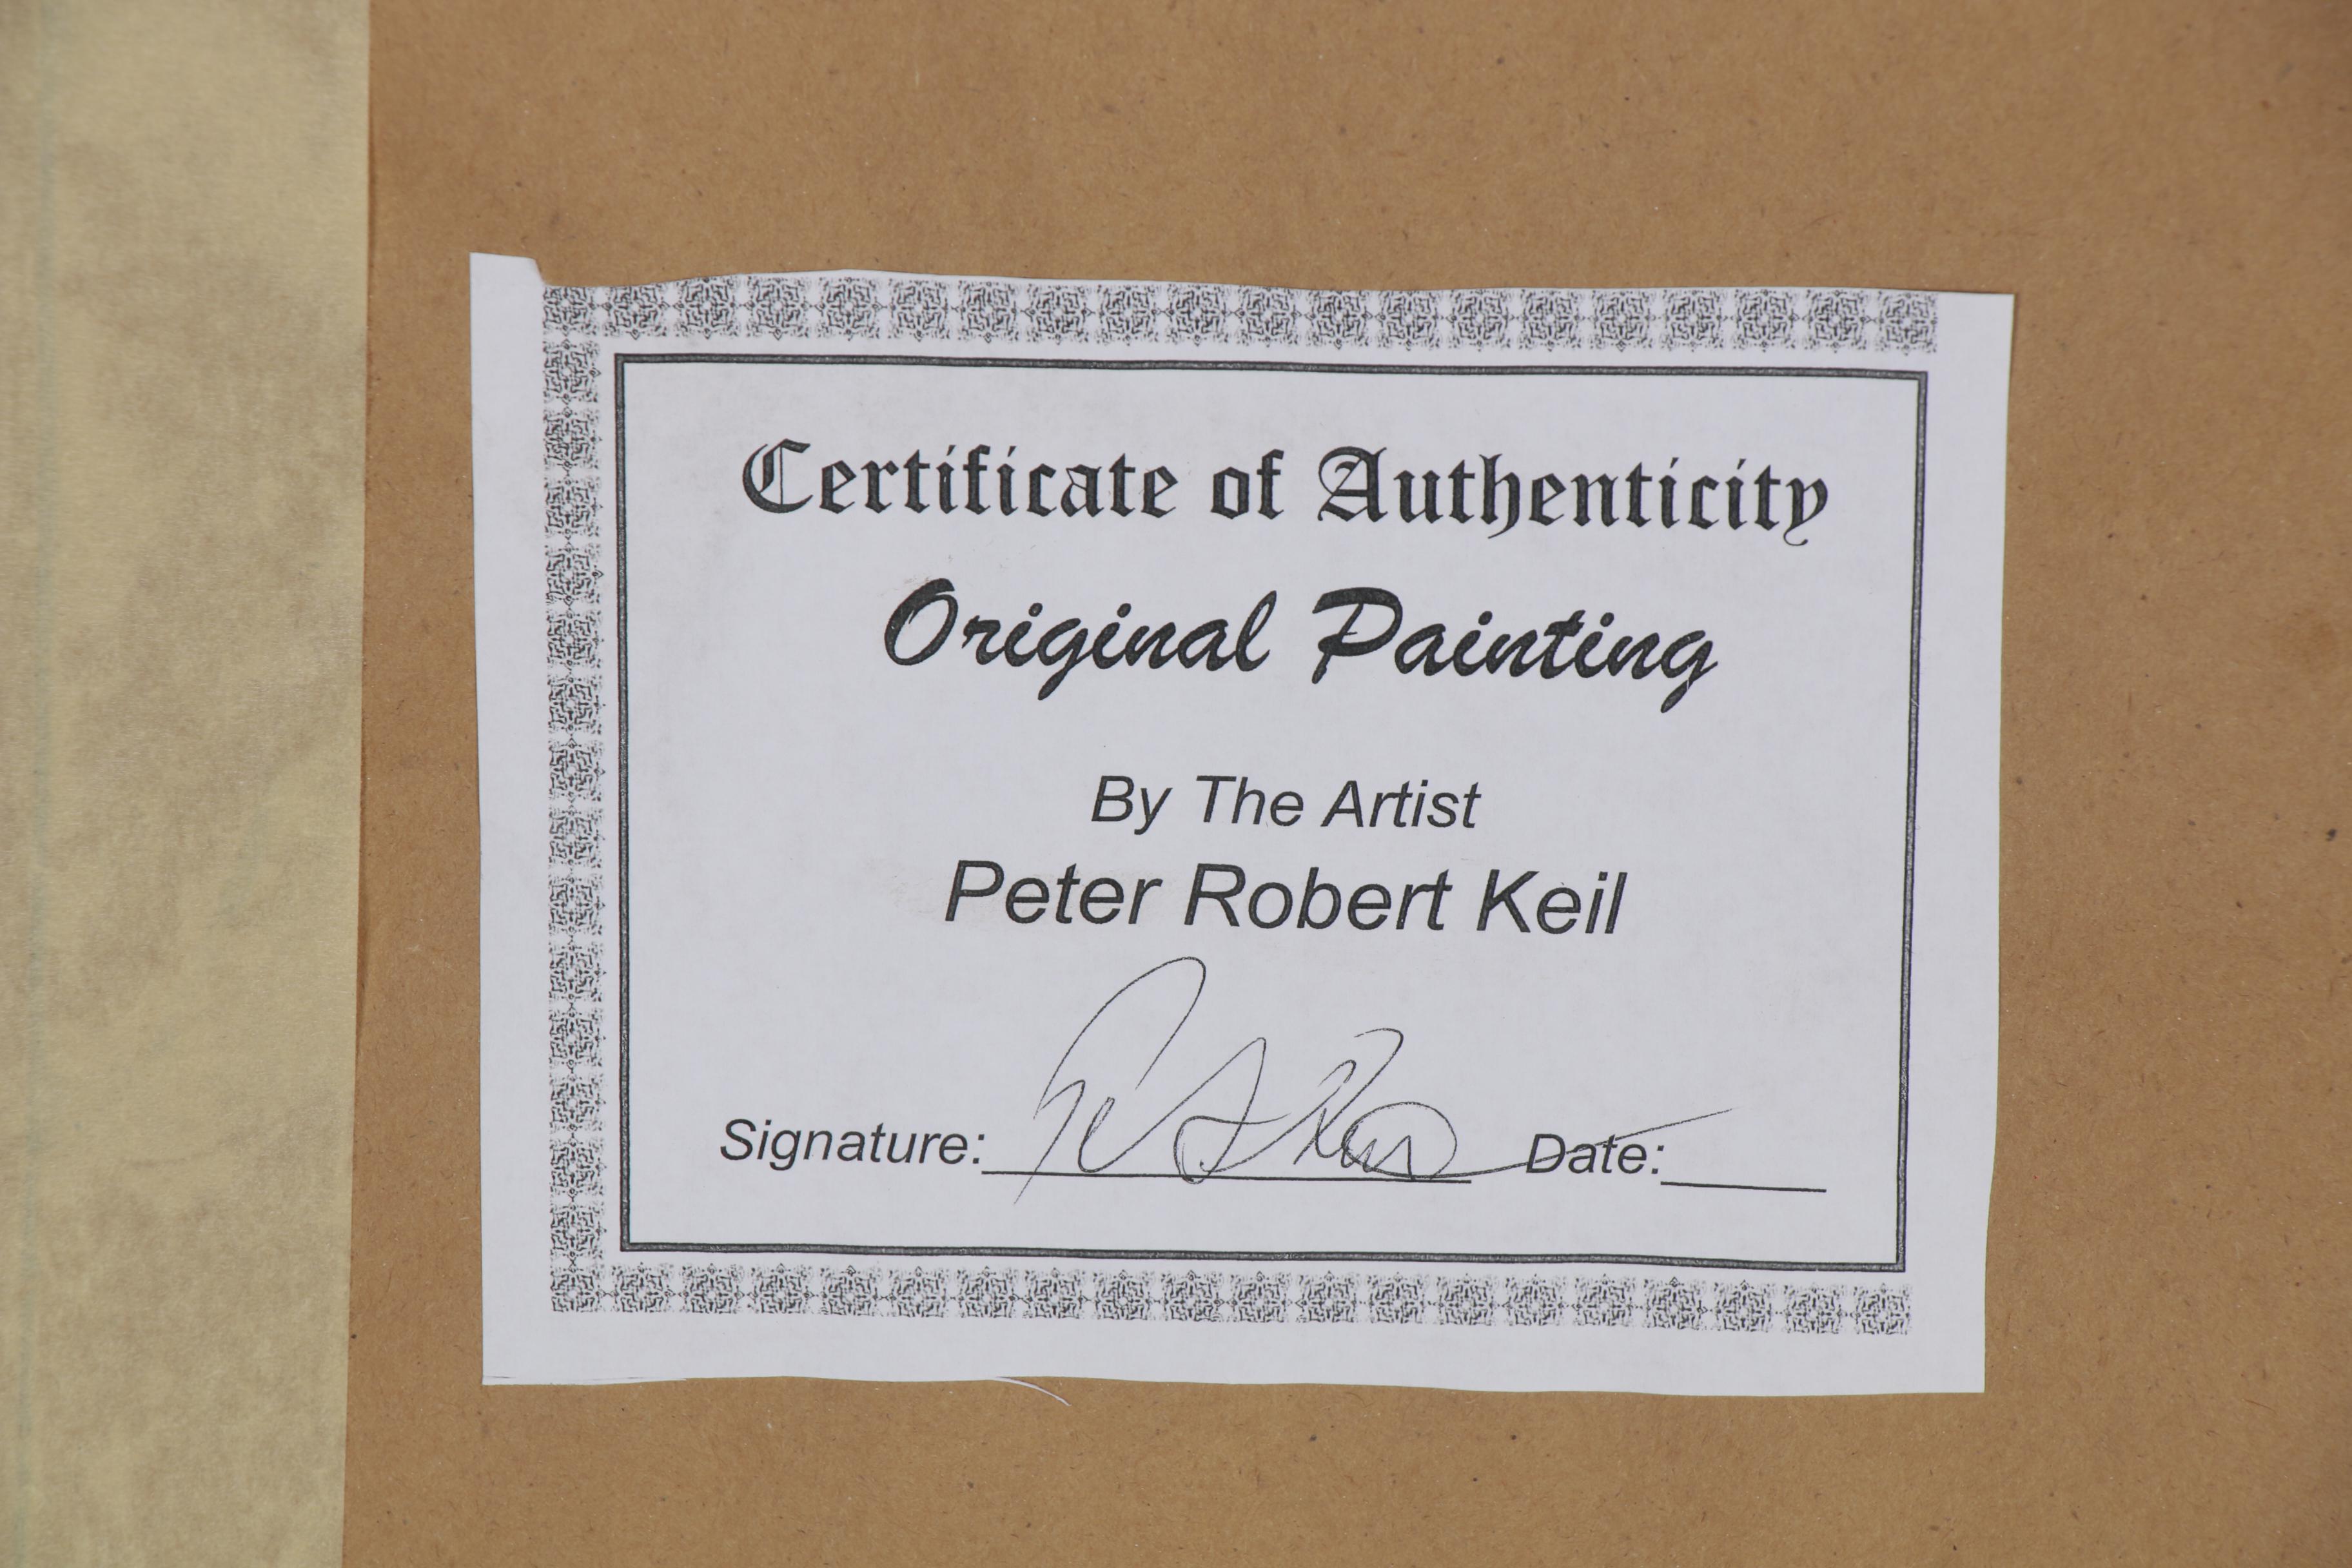 Certificate of Authenticity
Original Painting
By The Artist
Peter Robert Keil
Signature: Date: